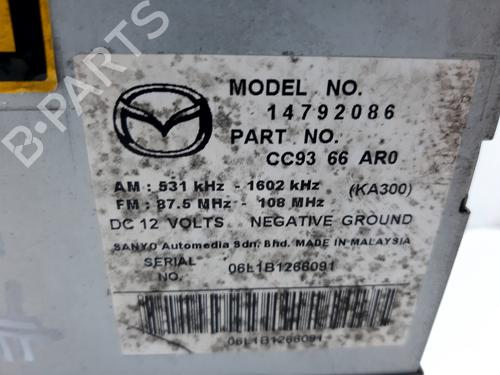 MODEL NO.
14792086
PART NO.
CC93 66 AR0
AM : 531 kHz - 1602 kHz (KA300)
FM : 87.5 MHz - 108 MHz
DC 12 VOLTS NEGATIVE GROUND
SANYO Automedia Sdn. Bhd. MADE IN MALAYSIA
SERIAL NO. 06L1B1266091
06L1B1266091
B-PARTS